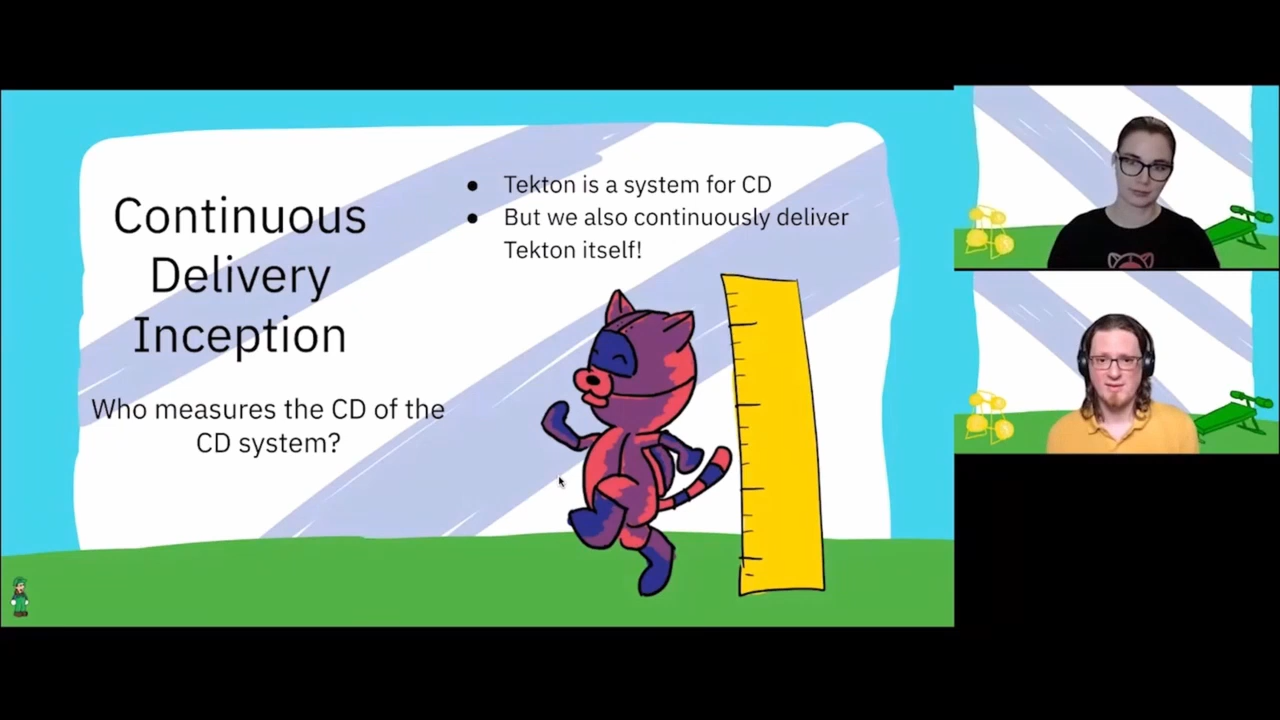 Continuous
Delivery
Inception
Who measures the CD of the
CD system?
● Tekton is a system for CD
● But we also continuously deliver
Tekton itself!